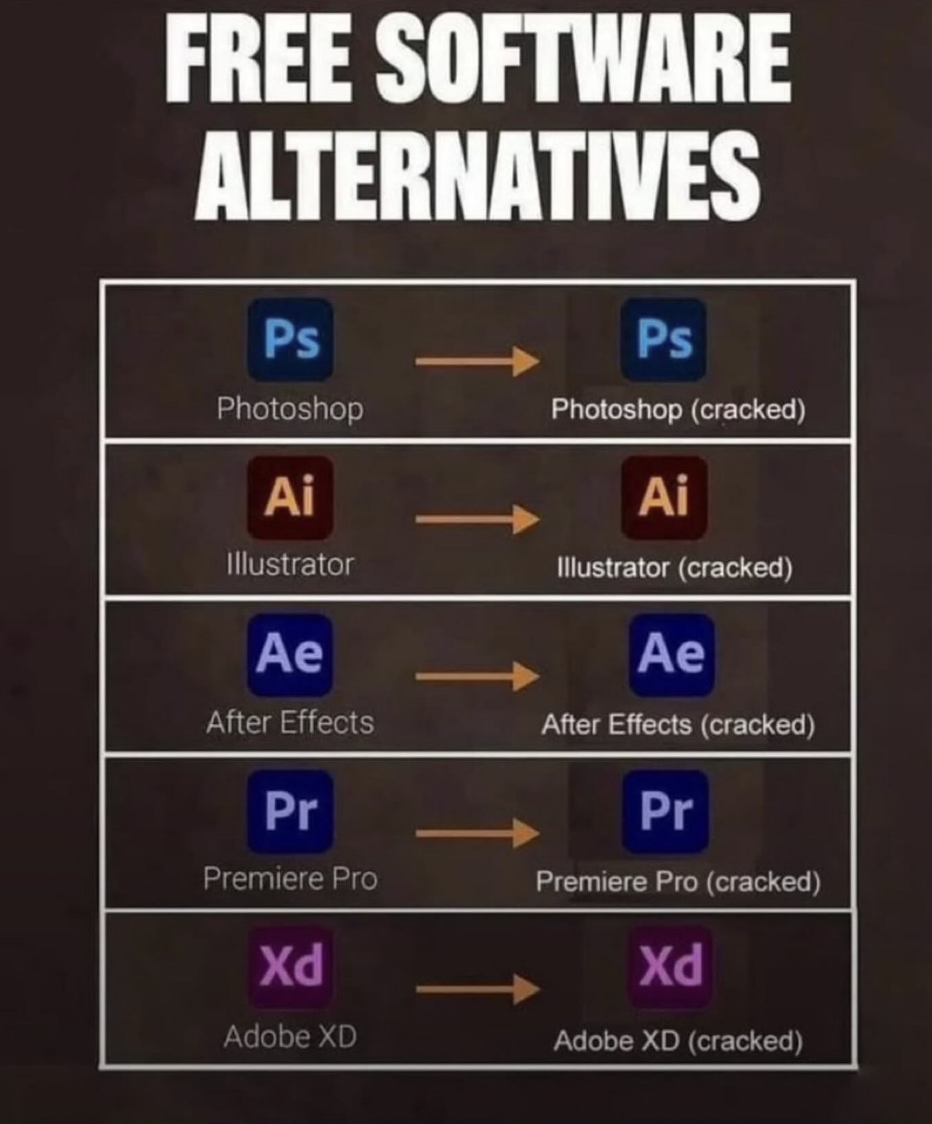 FREE SOFTWARE
ALTERNATIVES
Ps
Ps
Photoshop
Photoshop (cracked)
Ai
Ai
Illustrator
Illustrator (cracked)
Ae
Ae
After Effects
After Effects (cracked)
Pr
Pr
Premiere Pro
Premiere Pro (cracked)
Xd
Xd
Adobe XD
Adobe XD (cracked)